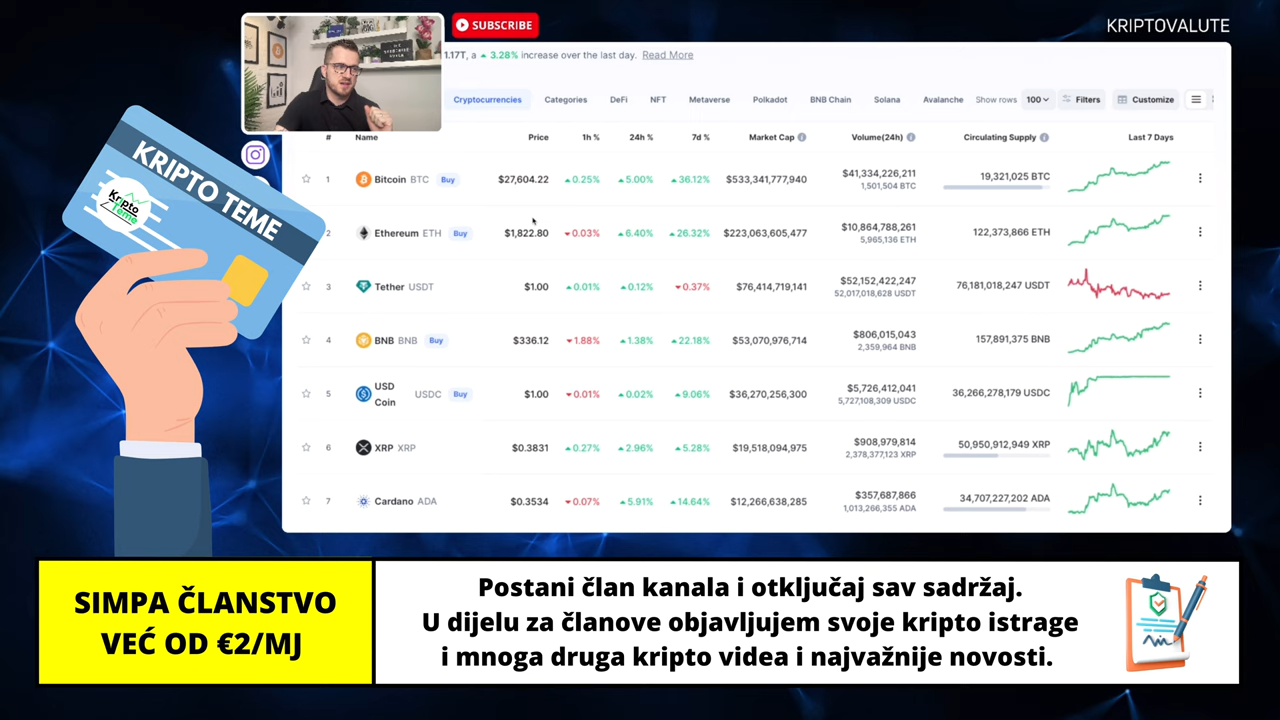 SUBSCRIBE
KRIPTOVALUTE
1.17T, a ▲ 3.28% increase over the last day. Read More
Cryptocurrencies Categories DeFi NFT Metaverse Polkadot BNB Chain Solana Avalanche Show rows 100 Filters Customize
# Name Price 1h % 24h % 7d % Market Cap Volume(24h) Circulating Supply Last 7 Days
KRIPTO TEME
Kripto
Teme
1 Bitcoin BTC Buy $27,604.22 ▲0.25% ▲5.00% ▲36.12% $533,341,777,940 $41,334,226,211 19,321,025 BTC
1,501,504 BTC
2 Ethereum ETH Buy $1,822.80 ▼0.03% ▲6.40% ▲26.32% $223,063,605,477 $10,864,788,261 122,373,866 ETH
5,965,136 ETH
3 Tether USDT $1.00 ▲0.01% ▲0.12% ▼0.37% $76,414,719,141 $52,152,422,247 76,181,018,247 USDT
52,017,018,628 USDT
4 BNB BNB Buy $336.12 ▼1.88% ▲1.38% ▲22.18% $53,070,976,714 $806,015,043 157,891,375 BNB
2,359,964 BNB
5 USD Coin USDC Buy $1.00 ▼0.01% ▲0.02% ▲9.06% $36,270,256,300 $5,726,412,041 36,266,278,179 USDC
5,727,108,309 USDC
6 XRP XRP $0.3831 ▲0.27% ▲2.96% ▲5.28% $19,518,094,975 $908,979,814 50,950,912,949 XRP
2,378,377,123 XRP
7 Cardano ADA $0.3534 ▼0.07% ▲5.91% ▲14.64% $12,266,638,285 $357,687,866 34,707,227,202 ADA
1,013,266,355 ADA
SIMPA ČLANSTVO
VEĆ OD €2/MJ
Postani član kanala i otključaj sav sadržaj.
U dijelu za članove objavljujem svoje kripto istrage
i mnoga druga kripto videa i najvažnije novosti.